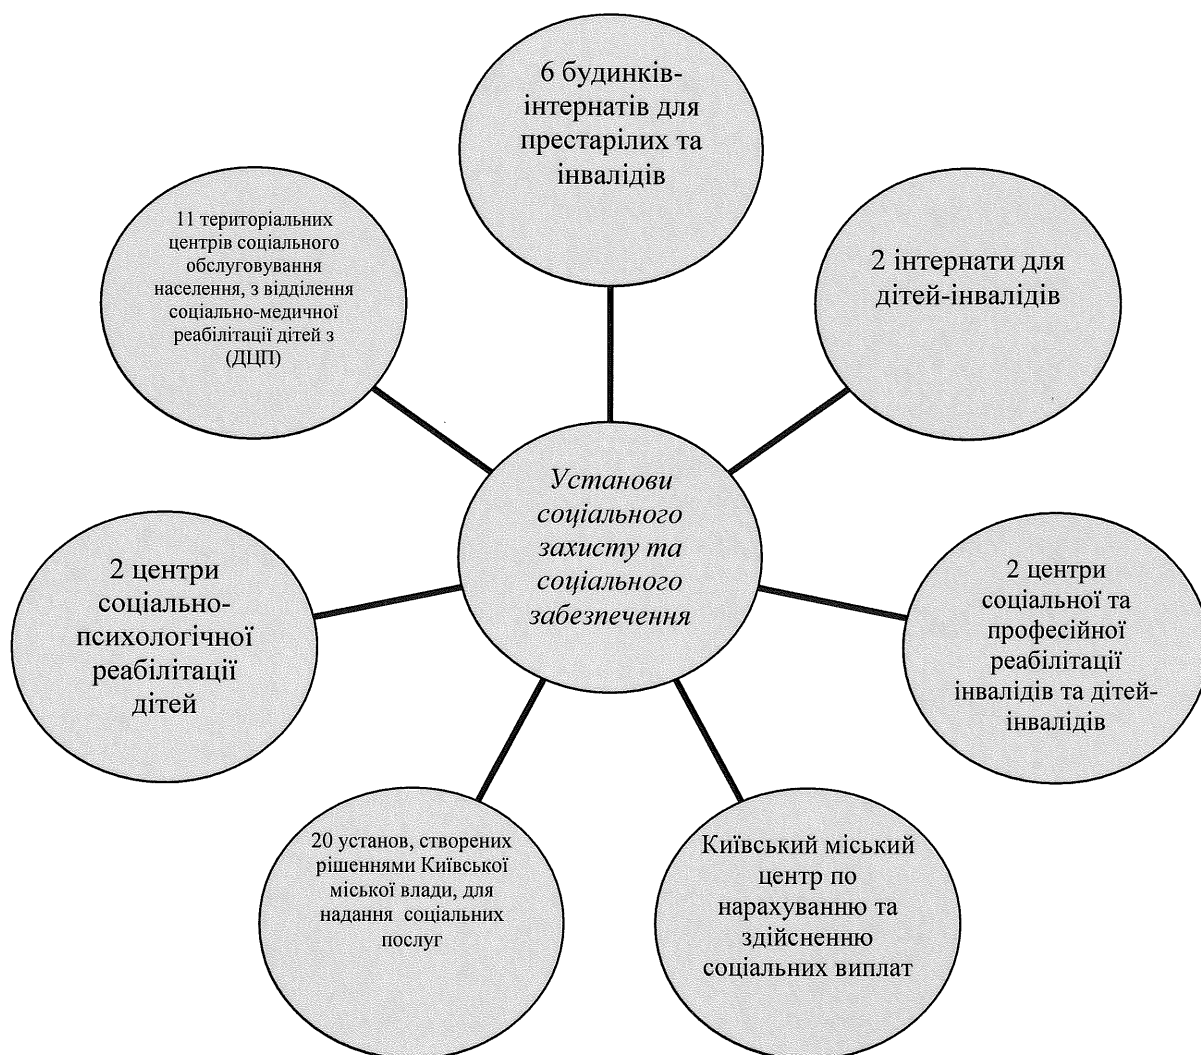 6 будинків-
інтернатів для
престарілих та
інвалідів
11 територіальних
центрів соціального
обслуговування
населення, з відділення
соціально-медичної
реабілітації дітей з
(ДЦП)
2 інтернати для
дітей-інвалідів
Установи
соціального
захисту та
соціального
забезпечення
2 центри
соціально-
психологічної
реабілітації
дітей
2 центри
соціальної та
професійної
реабілітації
інвалідів та дітей-
інвалідів
20 установ, створених
рішеннями Київської
міської влади, для
надання соціальних
послуг
Київський міський
центр по
нарахуванню та
здійсненню
соціальних виплат